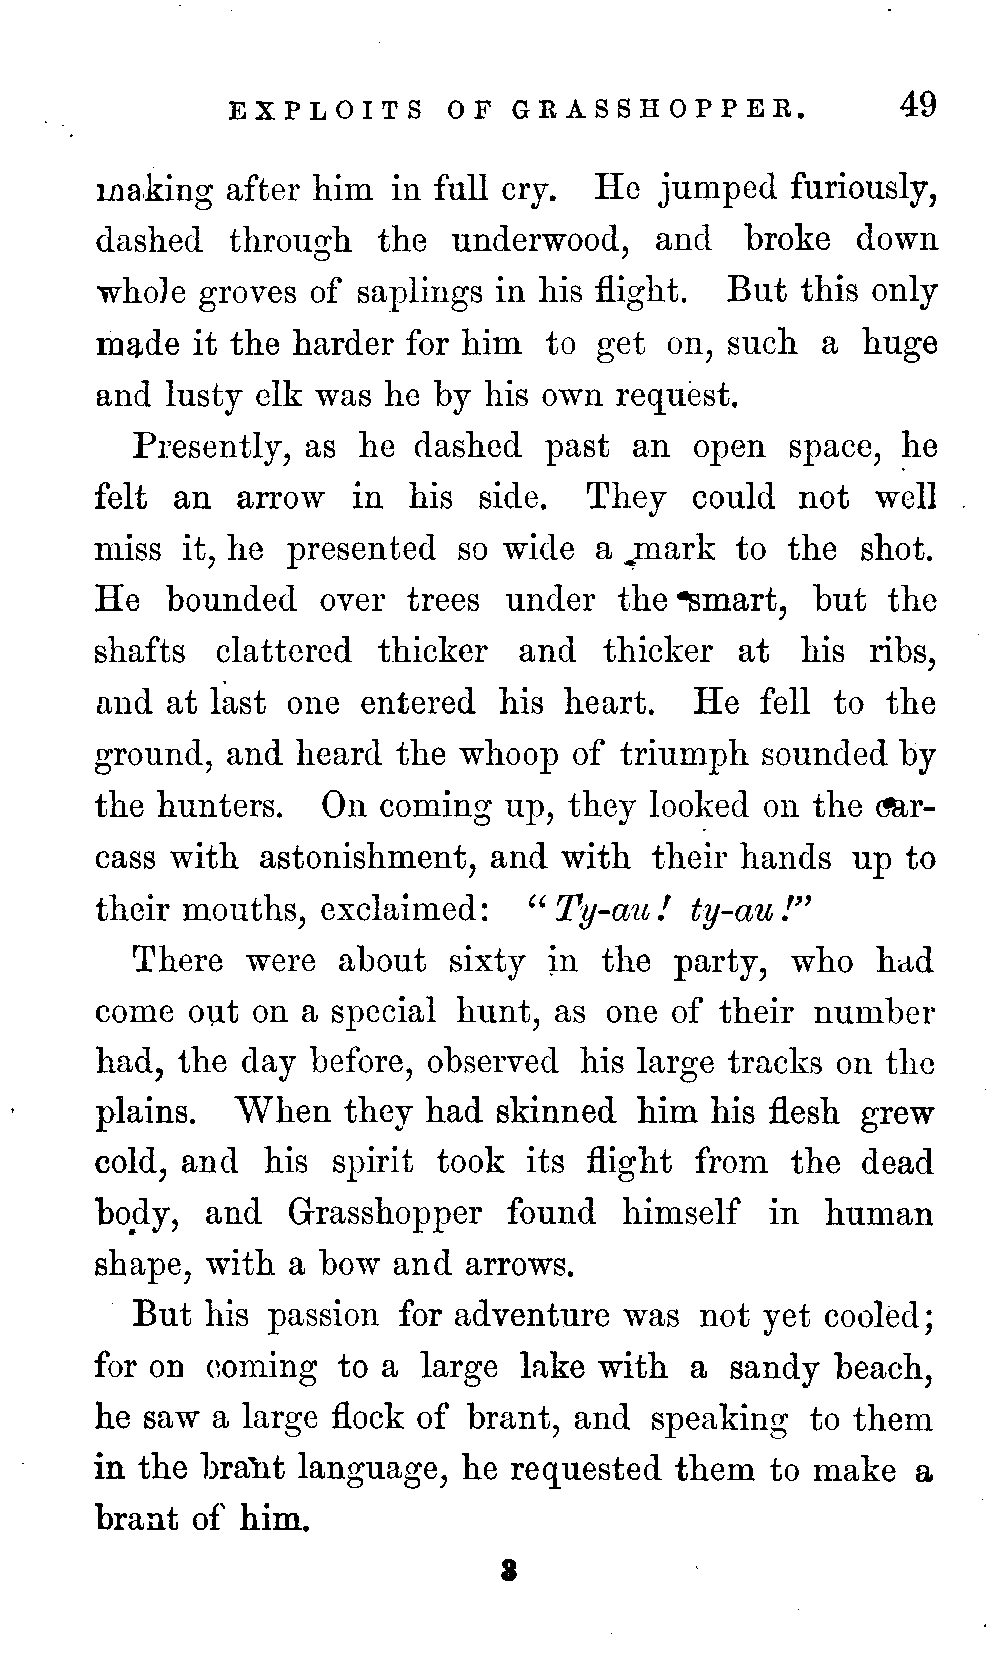 EXPLOITS OF GRASSHOPPER. 49
making after him in full cry. He jumped furiously,
dashed through the underwood, and broke down
whole groves of saplings in his flight. But this only
made it the harder for him to get on, such a huge
and lusty elk was he by his own request.
Presently, as he dashed past an open space, he
felt an arrow in his side. They could not well
miss it, he presented so wide a mark to the shot.
He bounded over trees under the smart, but the
shafts clattered thicker and thicker at his ribs,
and at last one entered his heart. He fell to the
ground, and heard the whoop of triumph sounded by
the hunters. On coming up, they looked on the car-
cass with astonishment, and with their hands up to
their mouths, exclaimed: "Ty-au! ty-au!"
There were about sixty in the party, who had
come out on a special hunt, as one of their number
had, the day before, observed his large tracks on the
plains. When they had skinned him his flesh grew
cold, and his spirit took its flight from the dead
body, and Grasshopper found himself in human
shape, with a bow and arrows.
But his passion for adventure was not yet cooled;
for on coming to a large lake with a sandy beach,
he saw a large flock of brant, and speaking to them
in the brant language, he requested them to make a
brant of him.
3